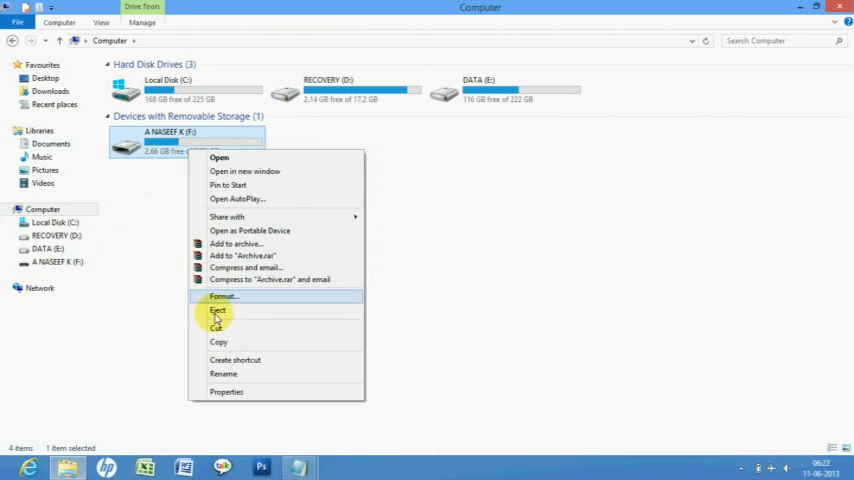 Drive Tools
Computer
File Computer View Manage
Computer
Search Computer
Favourites
Desktop
Downloads
Recent places
Libraries
Documents
Music
Pictures
Videos
Computer
Local Disk (C:)
RECOVERY (D:)
DATA (E:)
A NASEEF K (F:)
Network
Hard Disk Drives (3)
Local Disk (C:)
168 GB free of 225 GB
RECOVERY (D:)
2.14 GB free of 17.2 GB
DATA (E:)
116 GB free of 222 GB
Devices with Removable Storage (1)
A NASEEF K (F:)
2.66 GB free
Open
Open in new window
Pin to Start
Open AutoPlay...
Share with
Open as Portable Device
Add to archive...
Add to "Archive.rar"
Compress and email...
Compress to "Archive.rar" and email
Format...
Eject
Cut
Copy
Create shortcut
Rename
Properties
4 items 1 item selected
hp
talk
Ps
06:22
11-06-2013